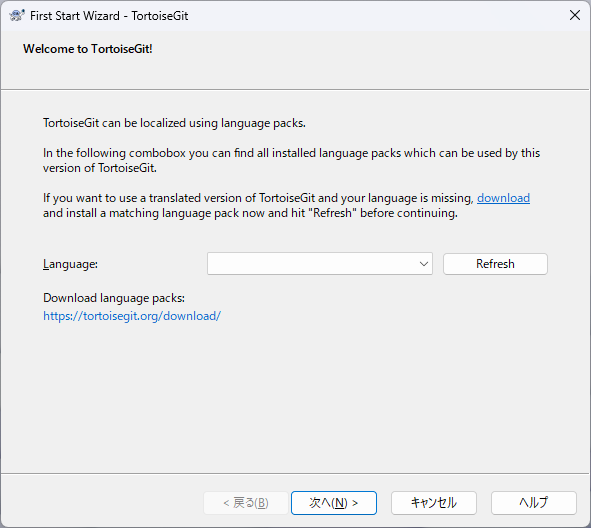 First Start Wizard - TortoiseGit
Welcome to TortoiseGit!
TortoiseGit can be localized using language packs.
In the following combobox you can find all installed language packs which can be used by this
version of TortoiseGit.
If you want to use a translated version of TortoiseGit and your language is missing, download
and install a matching language pack now and hit "Refresh" before continuing.
Language:
Refresh
Download language packs:
https://tortoisegit.org/download/
< 戻る(B)
次へ(N) >
キャンセル
ヘルプ